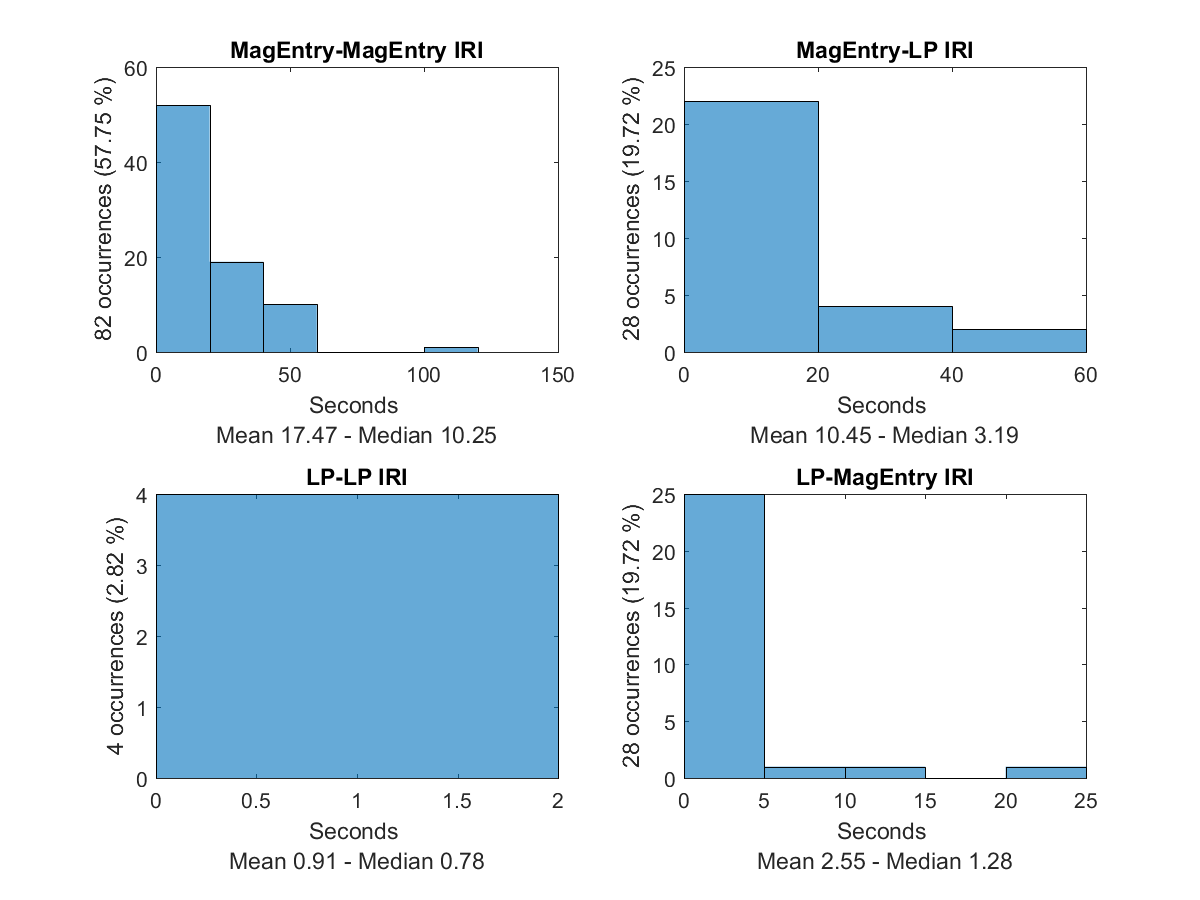 MagEntry-MagEntry IRI
60
40
20
0
82 occurrences (57.75 %)
0 50 100 150
Seconds
Mean 17.47 - Median 10.25
MagEntry-LP IRI
25
20
15
10
5
0
28 occurrences (19.72 %)
0 20 40 60
Seconds
Mean 10.45 - Median 3.19
LP-LP IRI
4
3
2
1
0
4 occurrences (2.82 %)
0 0.5 1 1.5 2
Seconds
Mean 0.91 - Median 0.78
LP-MagEntry IRI
25
20
15
10
5
0
28 occurrences (19.72 %)
0 5 10 15 20 25
Seconds
Mean 2.55 - Median 1.28